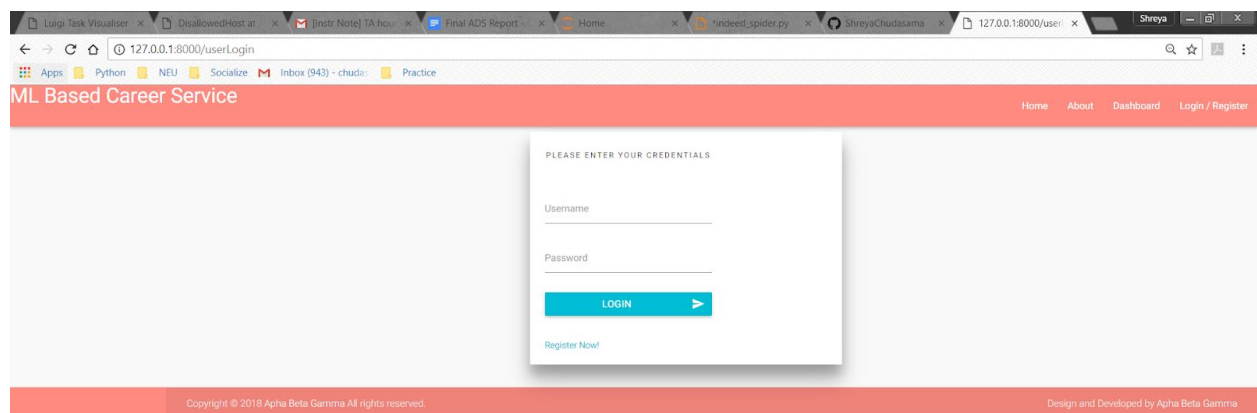 Luigi Task Visualiser DisallowedHost at [Instr Note] TA hou Final ADS Report - Home *indeed_spider.py ShreyaChudasama 127.0.0.1:8000/user Shreya
127.0.0.1:8000/userLogin
Apps Python NEU Socialize Inbox (943) - chudas Practice
ML Based Career Service
Home About Dashboard Login / Register
PLEASE ENTER YOUR CREDENTIALS
Username
Password
LOGIN
Register Now!
Copyright © 2018 Apha Beta Gamma All rights reserved. Design and Developed by Apha Beta Gamma